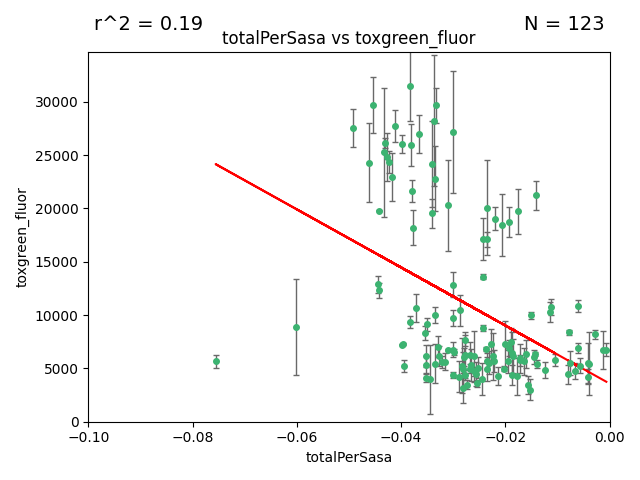 r^2 = 0.19
N = 123
totalPerSasa vs toxgreen_fluor
toxgreen_fluor
30000
25000
20000
15000
10000
5000
0
−0.10
−0.08
−0.06
−0.04
−0.02
0.00
totalPerSasa